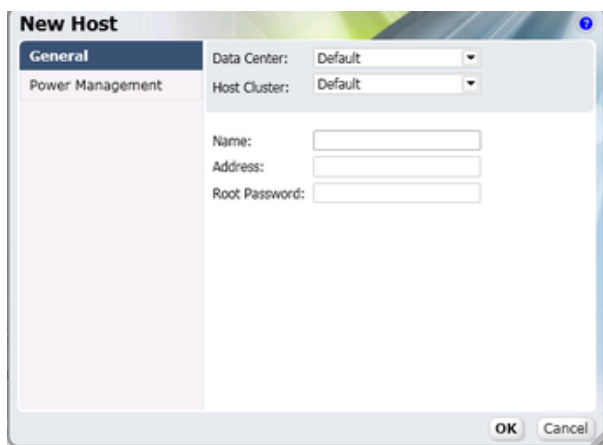 New Host
?
General
Power Management
Data Center: Default
Host Cluster: Default
Name:
Address:
Root Password:
OK Cancel